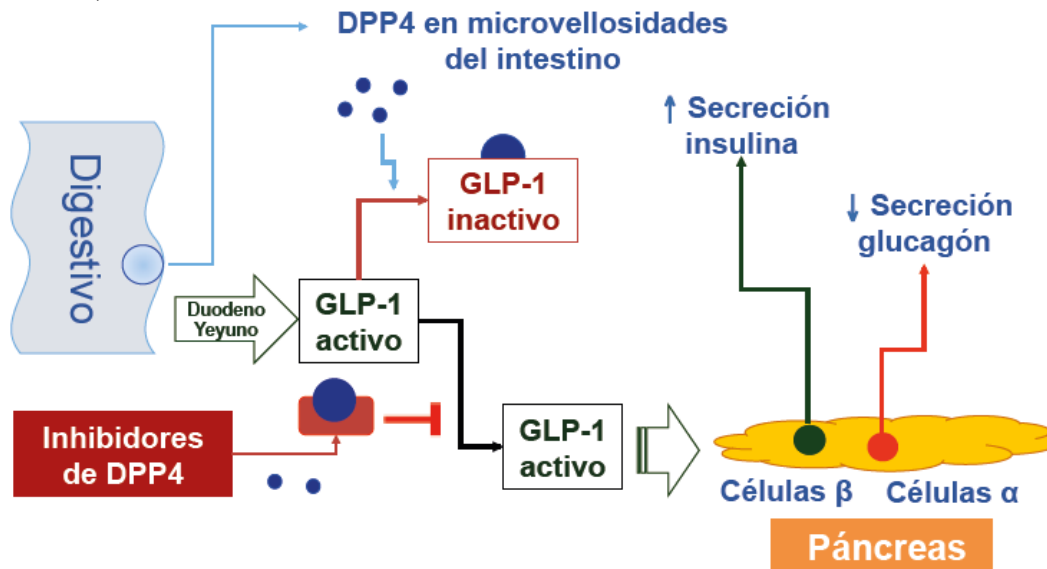 DPP4 en microvellosidades
del intestino
↑ Secreción
insulina
Digestivo
GLP-1
inactivo
↓ Secreción
glucagón
Duodeno
Yeyuno
GLP-1
activo
Inhibidores
de DPP4
GLP-1
activo
Células β
Células α
Páncreas